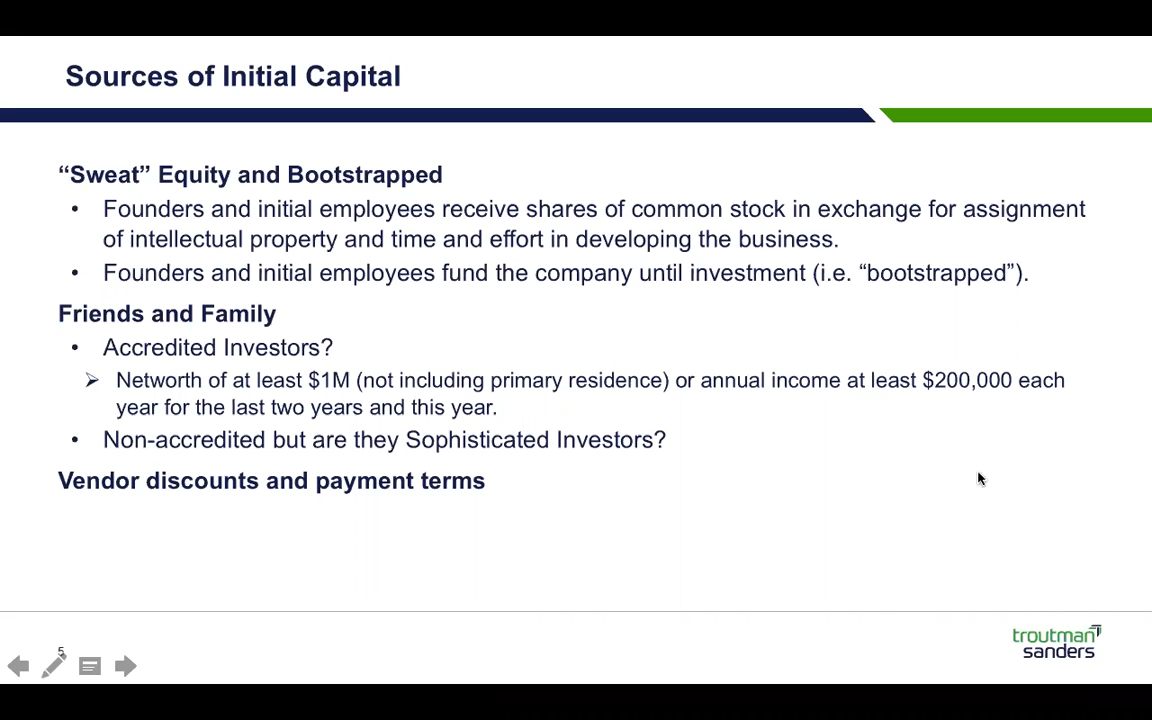 Sources of Initial Capital
“Sweat” Equity and Bootstrapped
• Founders and initial employees receive shares of common stock in exchange for assignment
of intellectual property and time and effort in developing the business.
• Founders and initial employees fund the company until investment (i.e. “bootstrapped”).
Friends and Family
• Accredited Investors?
➢ Networth of at least $1M (not including primary residence) or annual income at least $200,000 each
year for the last two years and this year.
• Non-accredited but are they Sophisticated Investors?
Vendor discounts and payment terms
troutman
sanders
5